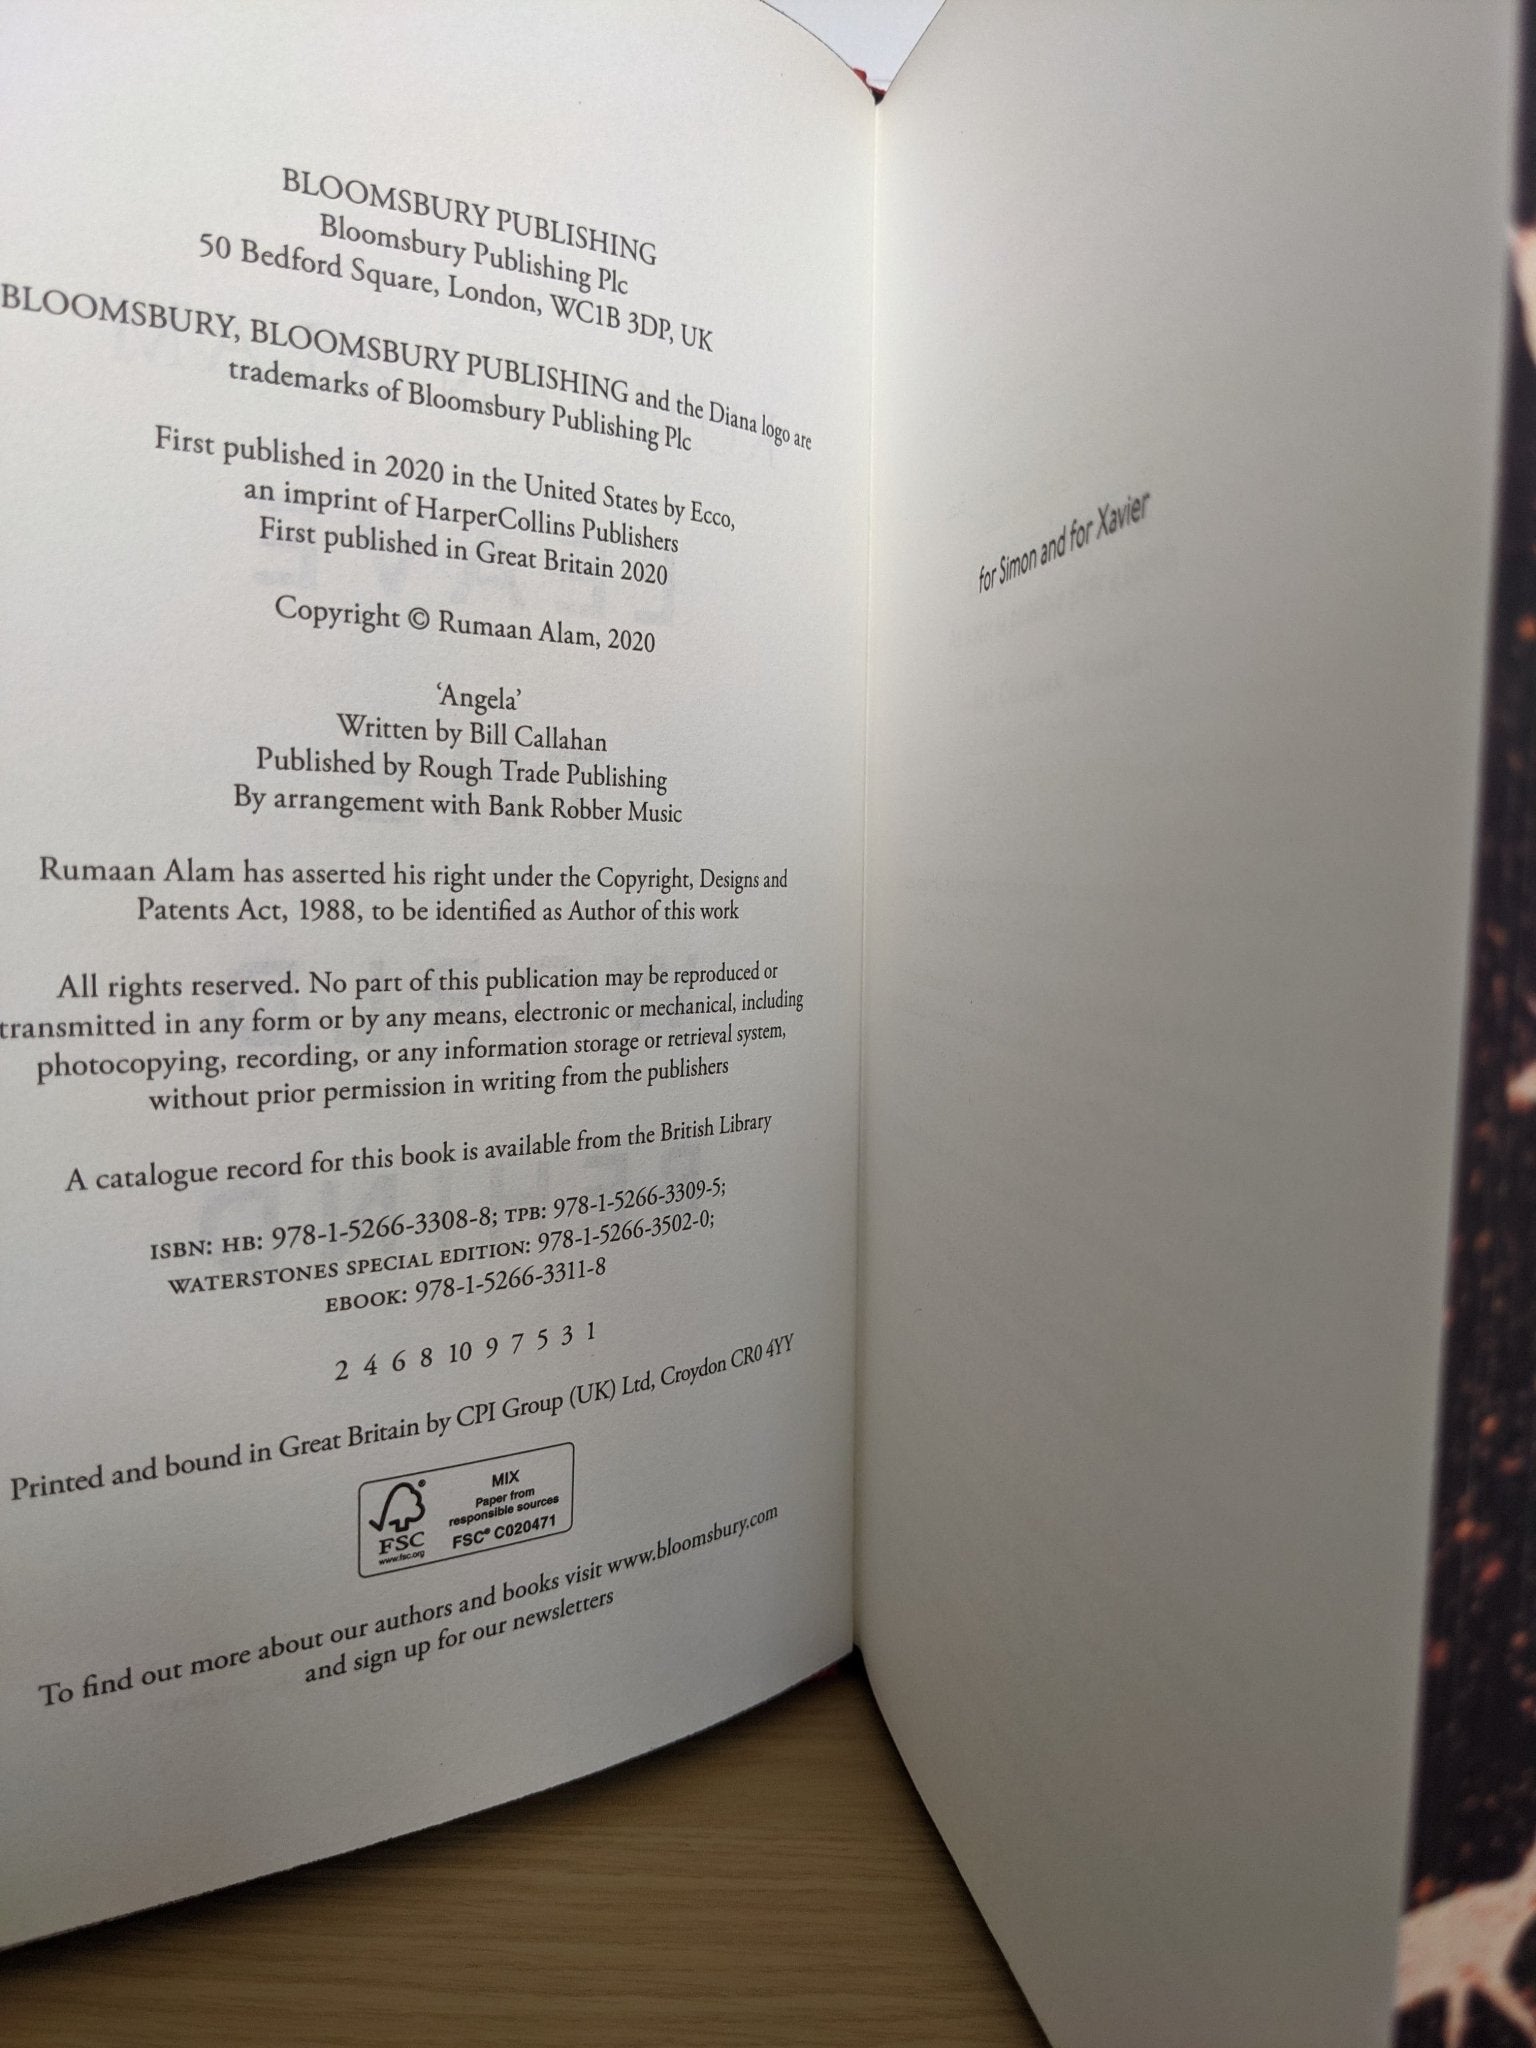 BLOOMSBURY PUBLISHING
Bloomsbury Publishing Plc
50 Bedford Square, London, WC1B 3DP, UK
BLOOMSBURY, BLOOMSBURY PUBLISHING and the Diana logo are
trademarks of Bloomsbury Publishing Plc
First published in 2020 in the United States by Ecco,
an imprint of HarperCollins Publishers
First published in Great Britain 2020
Copyright © Rumaan Alam, 2020
‘Angela’
Written by Bill Callahan
Published by Rough Trade Publishing
By arrangement with Bank Robber Music
Rumaan Alam has asserted his right under the Copyright, Designs and
Patents Act, 1988, to be identified as Author of this work
All rights reserved. No part of this publication may be reproduced or
transmitted in any form or by any means, electronic or mechanical, including
photocopying, recording, or any information storage or retrieval system,
without prior permission in writing from the publishers
A catalogue record for this book is available from the British Library
ISBN: HB: 978-1-5266-3308-8; TPB: 978-1-5266-3309-5;
WATERSTONES SPECIAL EDITION: 978-1-5266-3502-0;
EBOOK: 978-1-5266-3311-8
2 4 6 8 10 9 7 5 3 1
Printed and bound in Great Britain by CPI Group (UK) Ltd, Croydon CR0 4YY
FSC
www.fsc.org
MIX
Paper from
responsible sources
FSC® C020471
To find out more about our authors and books visit www.bloomsbury.com
and sign up for our newsletters
for Simon and for Xavier